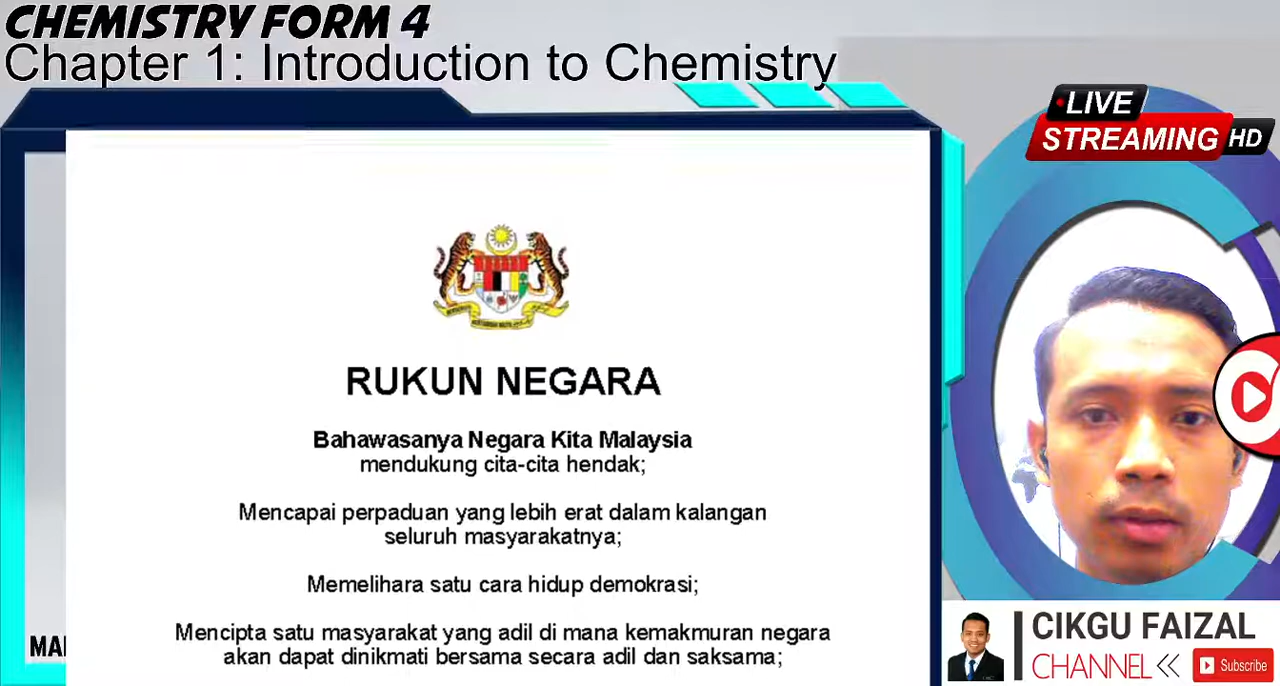 CHEMISTRY FORM 4
Chapter 1: Introduction to Chemistry
LIVE
STREAMING HD
RUKUN NEGARA
Bahawasanya Negara Kita Malaysia
mendukung cita-cita hendak;
Mencapai perpaduan yang lebih erat dalam kalangan
seluruh masyarakatnya;
Memelihara satu cara hidup demokrasi;
Mencipta satu masyarakat yang adil di mana kemakmuran negara
akan dapat dinikmati bersama secara adil dan saksama;
CIKGU FAIZAL
CHANNEL
Subscribe